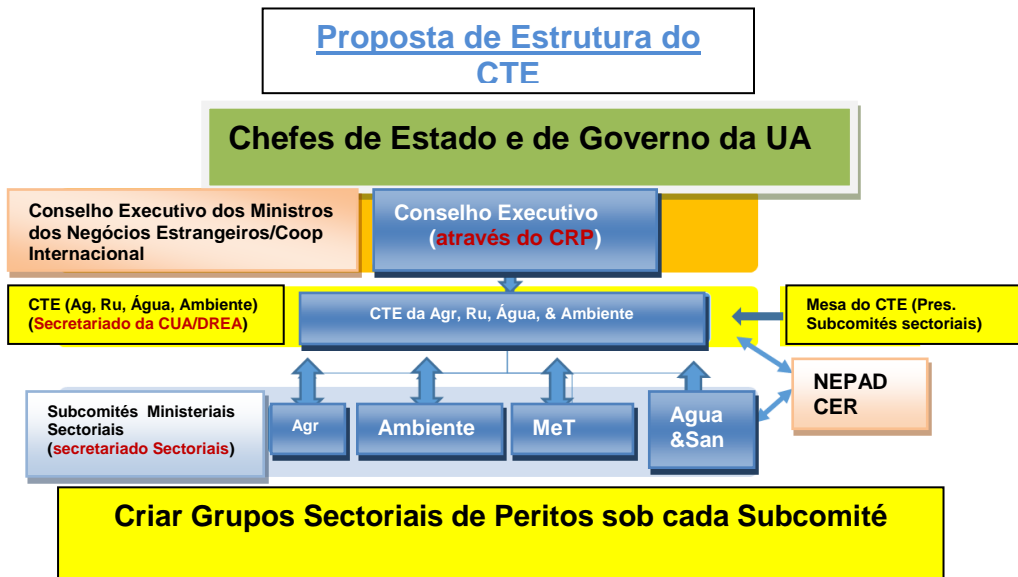 Proposta de Estrutura do
CTE
Chefes de Estado e de Governo da UA
Conselho Executivo dos Ministros
dos Negócios Estrangeiros/Coop
Internacional
Conselho Executivo
(através do CRP)
CTE (Ag, Ru, Água, Ambiente)
(Secretariado da CUA/DREA)
CTE da Agr, Ru, Água, & Ambiente
Mesa do CTE (Pres.
Subcomités sectoriais)
NEPAD
CER
Subcomités Ministeriais
Sectoriais
(secretariado Sectoriais)
Agr
Ambiente
MeT
Agua
&San
Criar Grupos Sectoriais de Peritos sob cada Subcomité